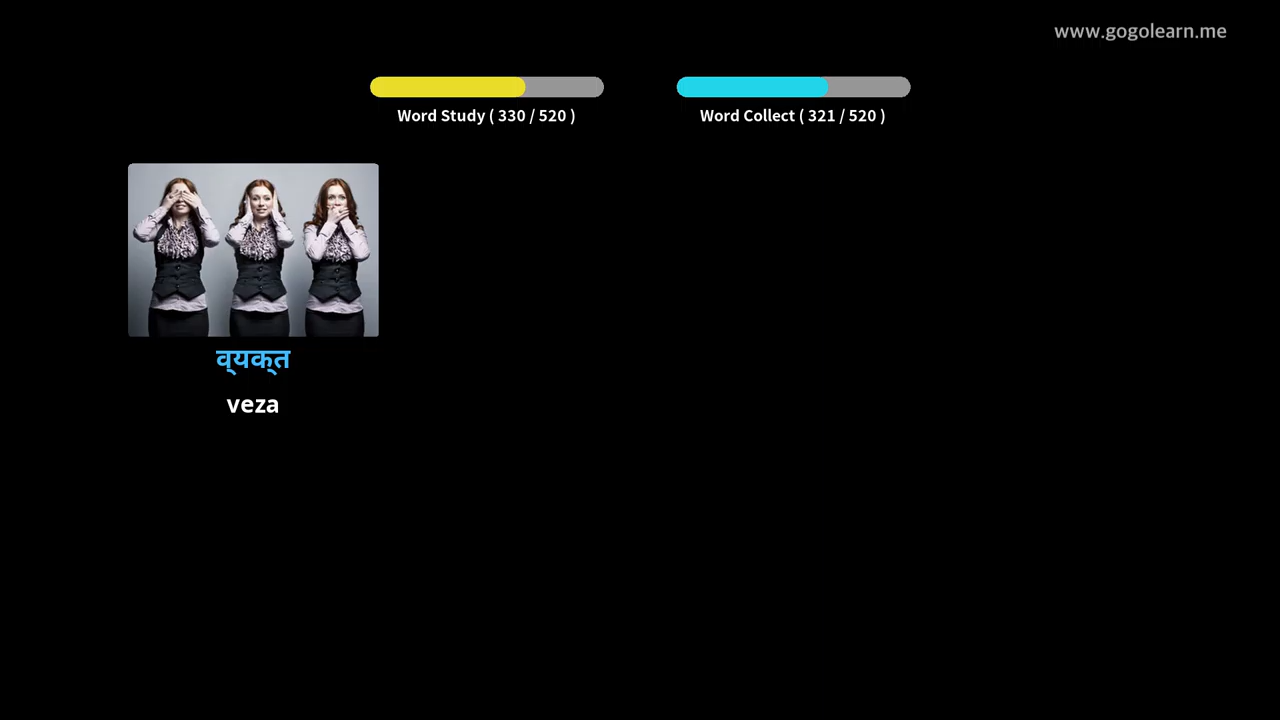 www.gogolearn.me
Word Study ( 330 / 520 )
Word Collect ( 321 / 520 )
व्यक्त
veza